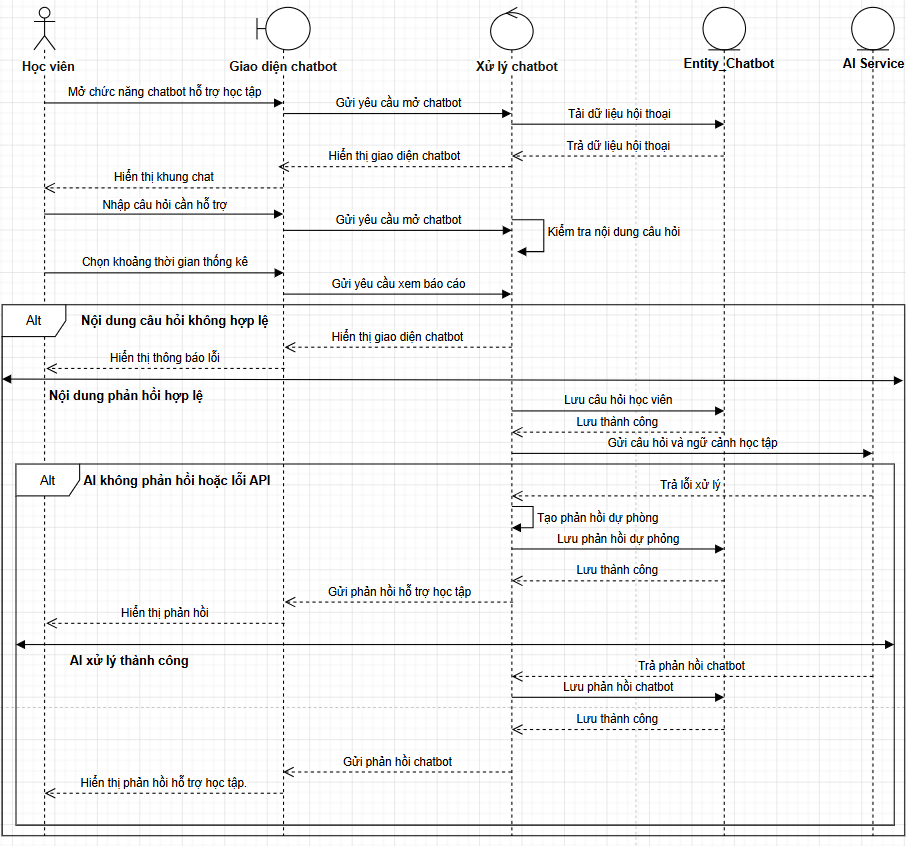 Học viên
Giao diện chatbot
Xử lý chatbot
Entity_Chatbot
AI Service
Mở chức năng chatbot hỗ trợ học tập
Gửi yêu cầu mở chatbot
Tải dữ liệu hội thoại
Trả dữ liệu hội thoại
Hiển thị giao diện chatbot
Hiển thị khung chat
Nhập câu hỏi cần hỗ trợ
Gửi yêu cầu mở chatbot
Kiểm tra nội dung câu hỏi
Chọn khoảng thời gian thống kê
Gửi yêu cầu xem báo cáo
Alt
Nội dung câu hỏi không hợp lệ
Hiển thị giao diện chatbot
Hiển thị thông báo lỗi
Nội dung phản hồi hợp lệ
Lưu câu hỏi học viên
Lưu thành công
Gửi câu hỏi và ngữ cảnh học tập
Alt
AI không phản hồi hoặc lỗi API
Trả lỗi xử lý
Tạo phản hồi dự phòng
Lưu phản hồi dự phỏng
Lưu thành công
Gửi phản hồi hỗ trợ học tập
Hiển thị phản hồi
AI xử lý thành công
Trả phản hồi chatbot
Lưu phản hồi chatbot
Lưu thành công
Gửi phản hồi chatbot
Hiển thị phản hồi hỗ trợ học tập.